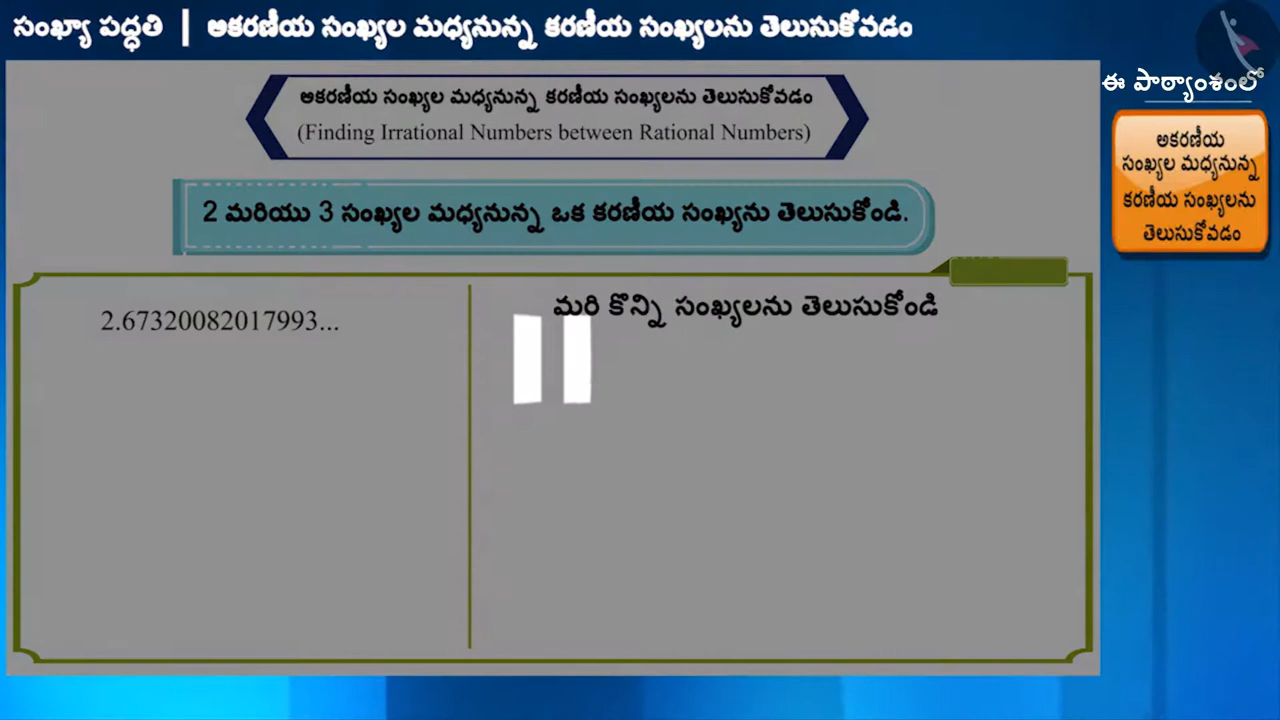 సంఖ్యా పద్ధతి | అకరణీయ సంఖ్యల మధ్యనున్న కరణీయ సంఖ్యలను తెలుసుకోవడం
ఈ పాఠ్యాంశంలో
అకరణీయ సంఖ్యల మధ్యనున్న కరణీయ సంఖ్యలను తెలుసుకోవడం
(Finding Irrational Numbers between Rational Numbers)
అకరణీయ
సంఖ్యల మధ్యనున్న
కరణీయ సంఖ్యలను
తెలుసుకోవడం
2 మరియు 3 సంఖ్యల మధ్యనున్న ఒక కరణీయ సంఖ్యను తెలుసుకోండి.
2.67320082017993...
మరి కొన్ని సంఖ్యలను తెలుసుకోండి